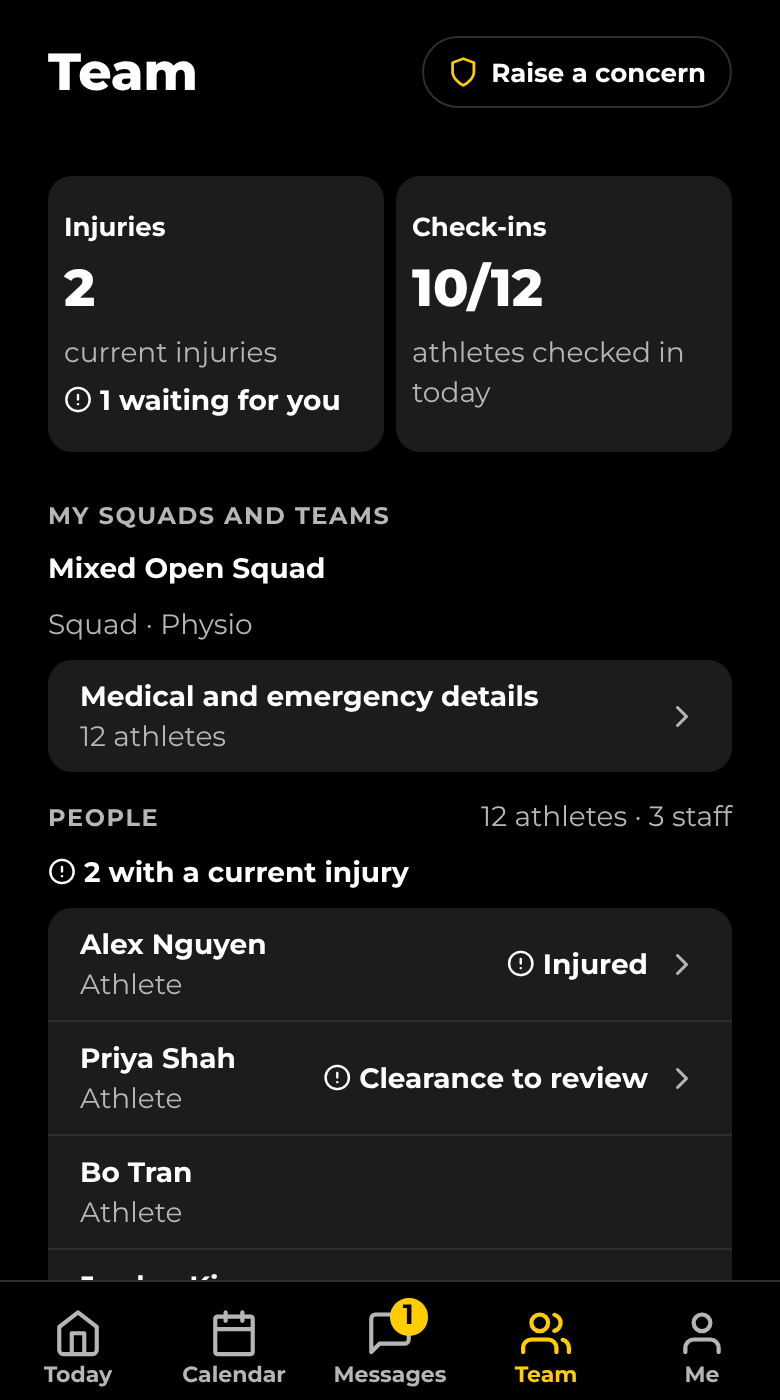 Team
Raise a concern
Injuries
2
current injuries
1 waiting for you
Check-ins
10/12
athletes checked in
today
MY SQUADS AND TEAMS
Mixed Open Squad
Squad · Physio
Medical and emergency details
12 athletes
PEOPLE
12 athletes · 3 staff
2 with a current injury
Alex Nguyen
Athlete
Injured
Priya Shah
Athlete
Clearance to review
Bo Tran
Athlete
1
Today
Calendar
Messages
Team
Me